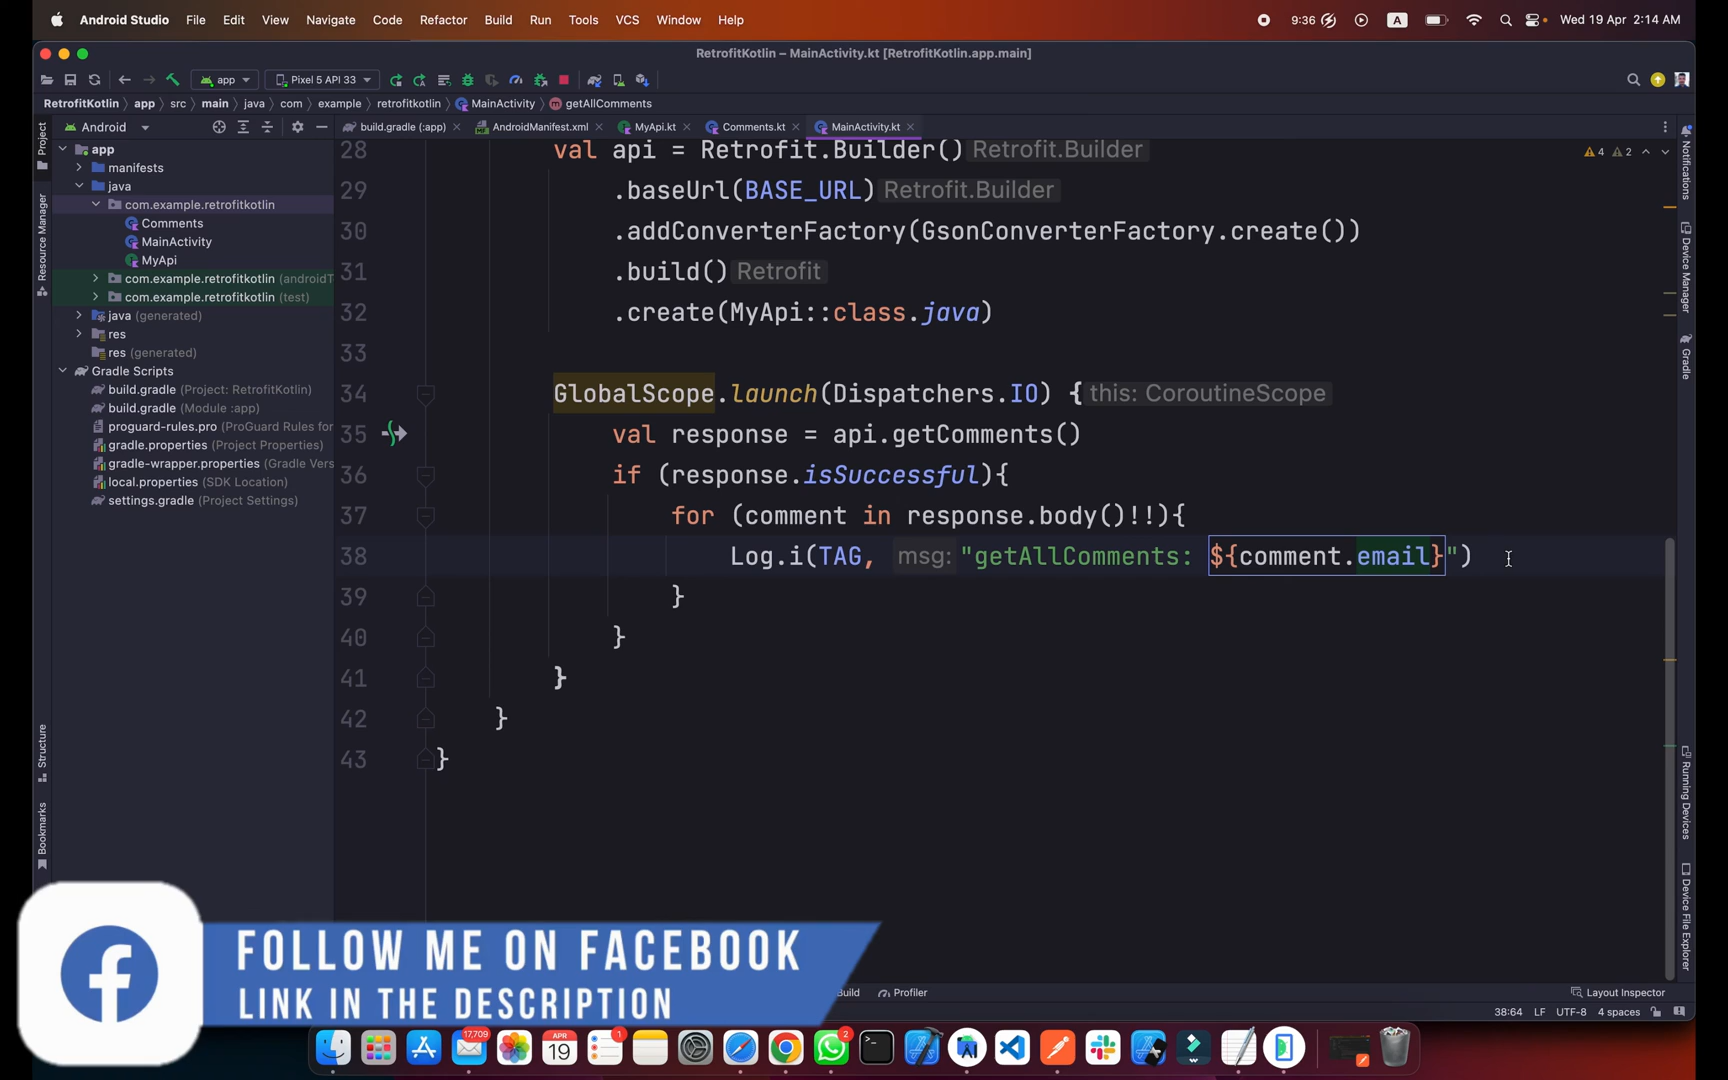 Android Studio File Edit View Navigate Code Refactor Build Run Tools VCS Window Help
9:36 A Wed 19 Apr 2:14 AM
RetrofitKotlin – MainActivity.kt [RetrofitKotlin.app.main]
app Pixel 5 API 33
RetrofitKotlin app src main java com example retrofitkotlin MainActivity getAllComments
Android
build.gradle (:app) AndroidManifest.xml MyApi.kt Comments.kt MainActivity.kt
Project
Resource Manager
Structure
Bookmarks
app
manifests
java
com.example.retrofitkotlin
Comments
MainActivity
MyApi
com.example.retrofitkotlin (androidT
com.example.retrofitkotlin (test)
java (generated)
res
res (generated)
Gradle Scripts
build.gradle (Project: RetrofitKotlin)
build.gradle (Module :app)
proguard-rules.pro (ProGuard Rules for
gradle.properties (Project Properties)
gradle-wrapper.properties (Gradle Vers
local.properties (SDK Location)
settings.gradle (Project Settings)
4 2
28 val api = Retrofit.Builder() Retrofit.Builder
29 .baseUrl(BASE_URL) Retrofit.Builder
30 .addConverterFactory(GsonConverterFactory.create())
31 .build() Retrofit
32 .create(MyApi::class.java)
33
34 GlobalScope.launch(Dispatchers.IO) { this: CoroutineScope
35 val response = api.getComments()
36 if (response.isSuccessful){
37 for (comment in response.body()!!){
38 Log.i(TAG, msg: "getAllComments: ${comment.email}")
39 }
40 }
41 }
42 }
43 }
Notifications
Device Manager
Gradle
Running Devices
Device File Explorer
FOLLOW ME ON FACEBOOK
LINK IN THE DESCRIPTION
Build Profiler Layout Inspector
38:64 LF UTF-8 4 spaces
17,709 APR 19 1 2